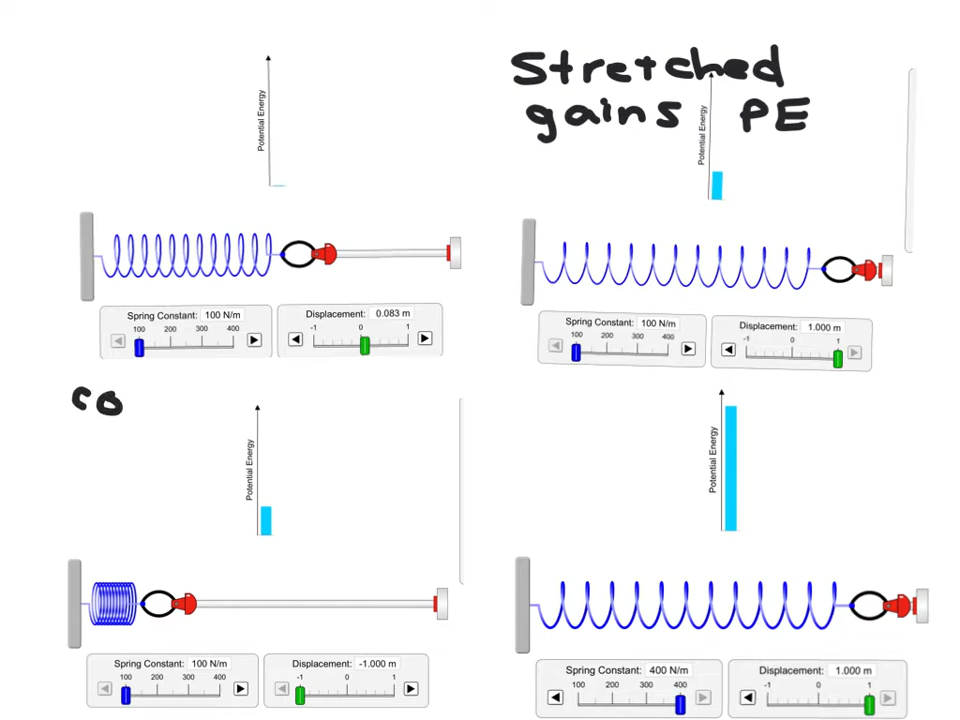 Stretched
gains PE
Potential Energy
Potential Energy
Spring Constant: 100 N/m
100 200 300 400
Displacement: 0.083 m
-1 0 1
Spring Constant: 100 N/m
100 200 300 400
Displacement: 1.000 m
-1 0 1
co
Potential Energy
Potential Energy
Spring Constant: 100 N/m
100 200 300 400
Displacement: -1.000 m
-1 0 1
Spring Constant: 400 N/m
100 200 300 400
Displacement: 1.000 m
-1 0 1